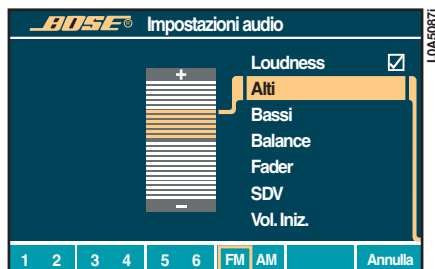 BOSE® Impostazioni audio
L0A5087i
Loudness
+
Alti
Bassi
Balance
Fader
SDV
−
Vol. Iniz.
1 2 3 4 5 6 FM AM Annulla